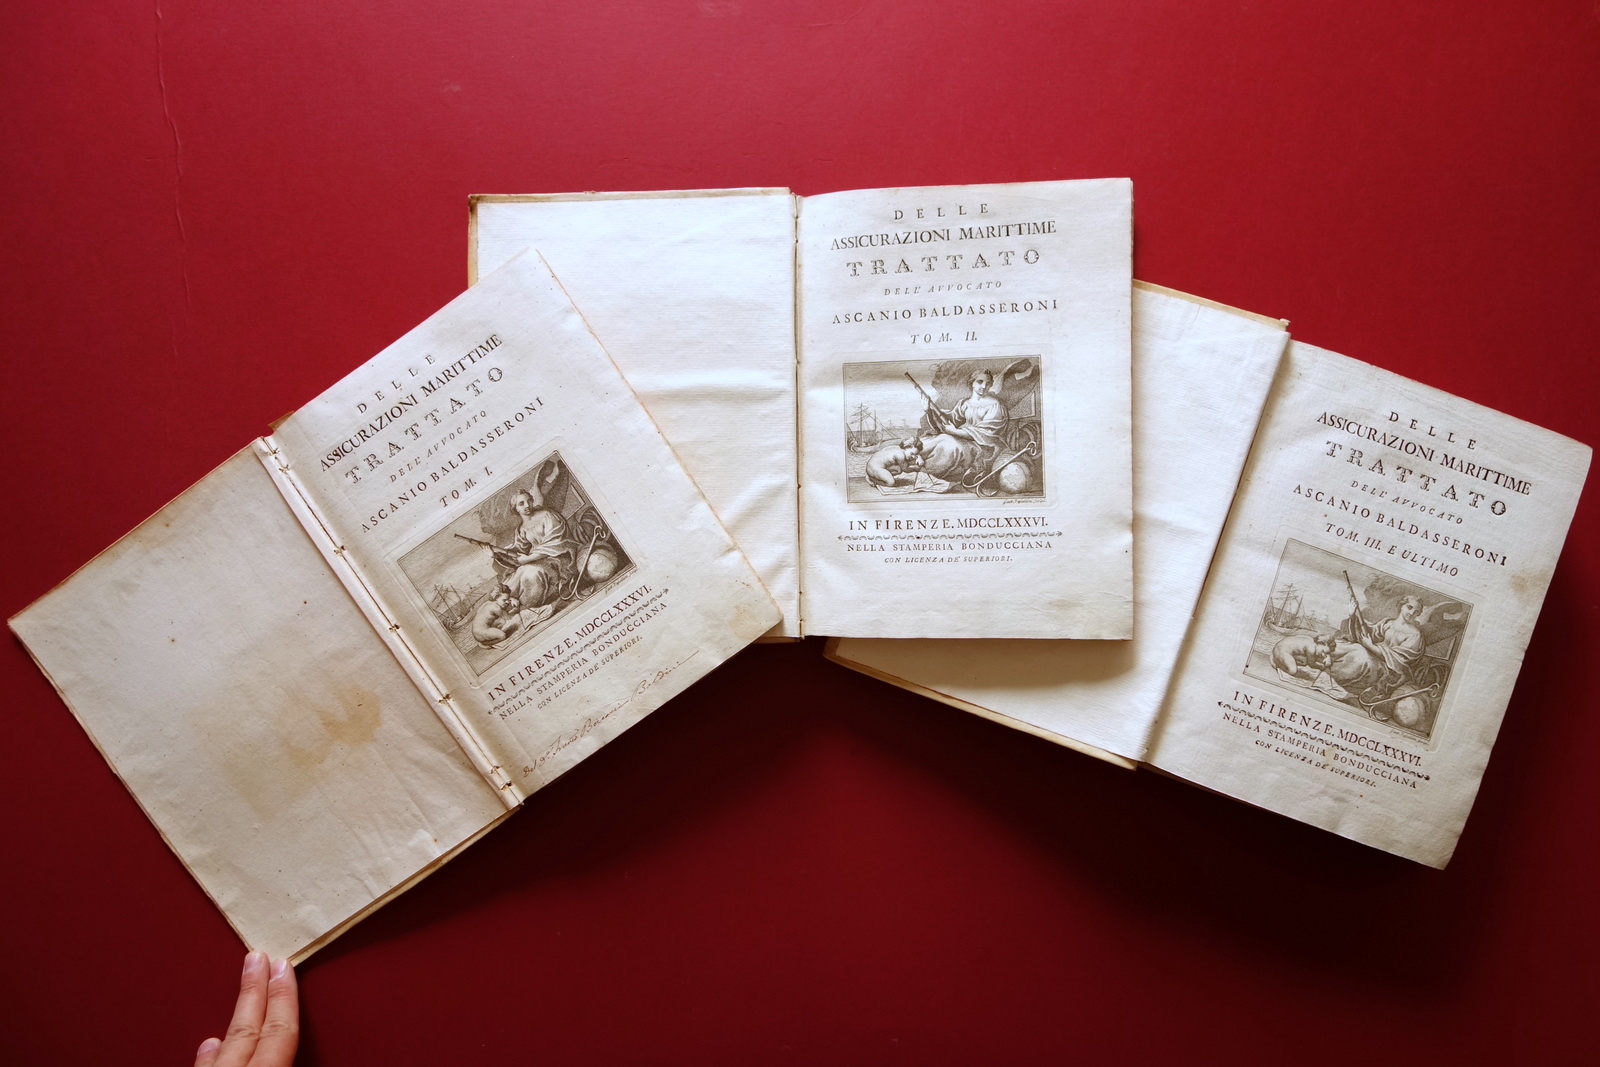 DELLE
ASSICURAZIONI MARITTIME
TRATTATO
DELL' AVVOCATO
ASCANIO BALDASSERONI
TOM. I.
IN FIRENZE. MDCCLXXXVI.
NELLA STAMPERIA BONDUCCIANA
CON LICENZA DE' SUPERIORI.
DELLE
ASSICURAZIONI MARITTIME
TRATTATO
DELL' AVVOCATO
ASCANIO BALDASSERONI
TOM. II.
IN FIRENZE. MDCCLXXXVI.
NELLA STAMPERIA BONDUCCIANA
CON LICENZA DE' SUPERIORI.
DELLE
ASSICURAZIONI MARITTIME
TRATTATO
DELL' AVVOCATO
ASCANIO BALDASSERONI
TOM. III. E ULTIMO
IN FIRENZE. MDCCLXXXVI.
NELLA STAMPERIA BONDUCCIANA
CON LICENZA DE' SUPERIORI.